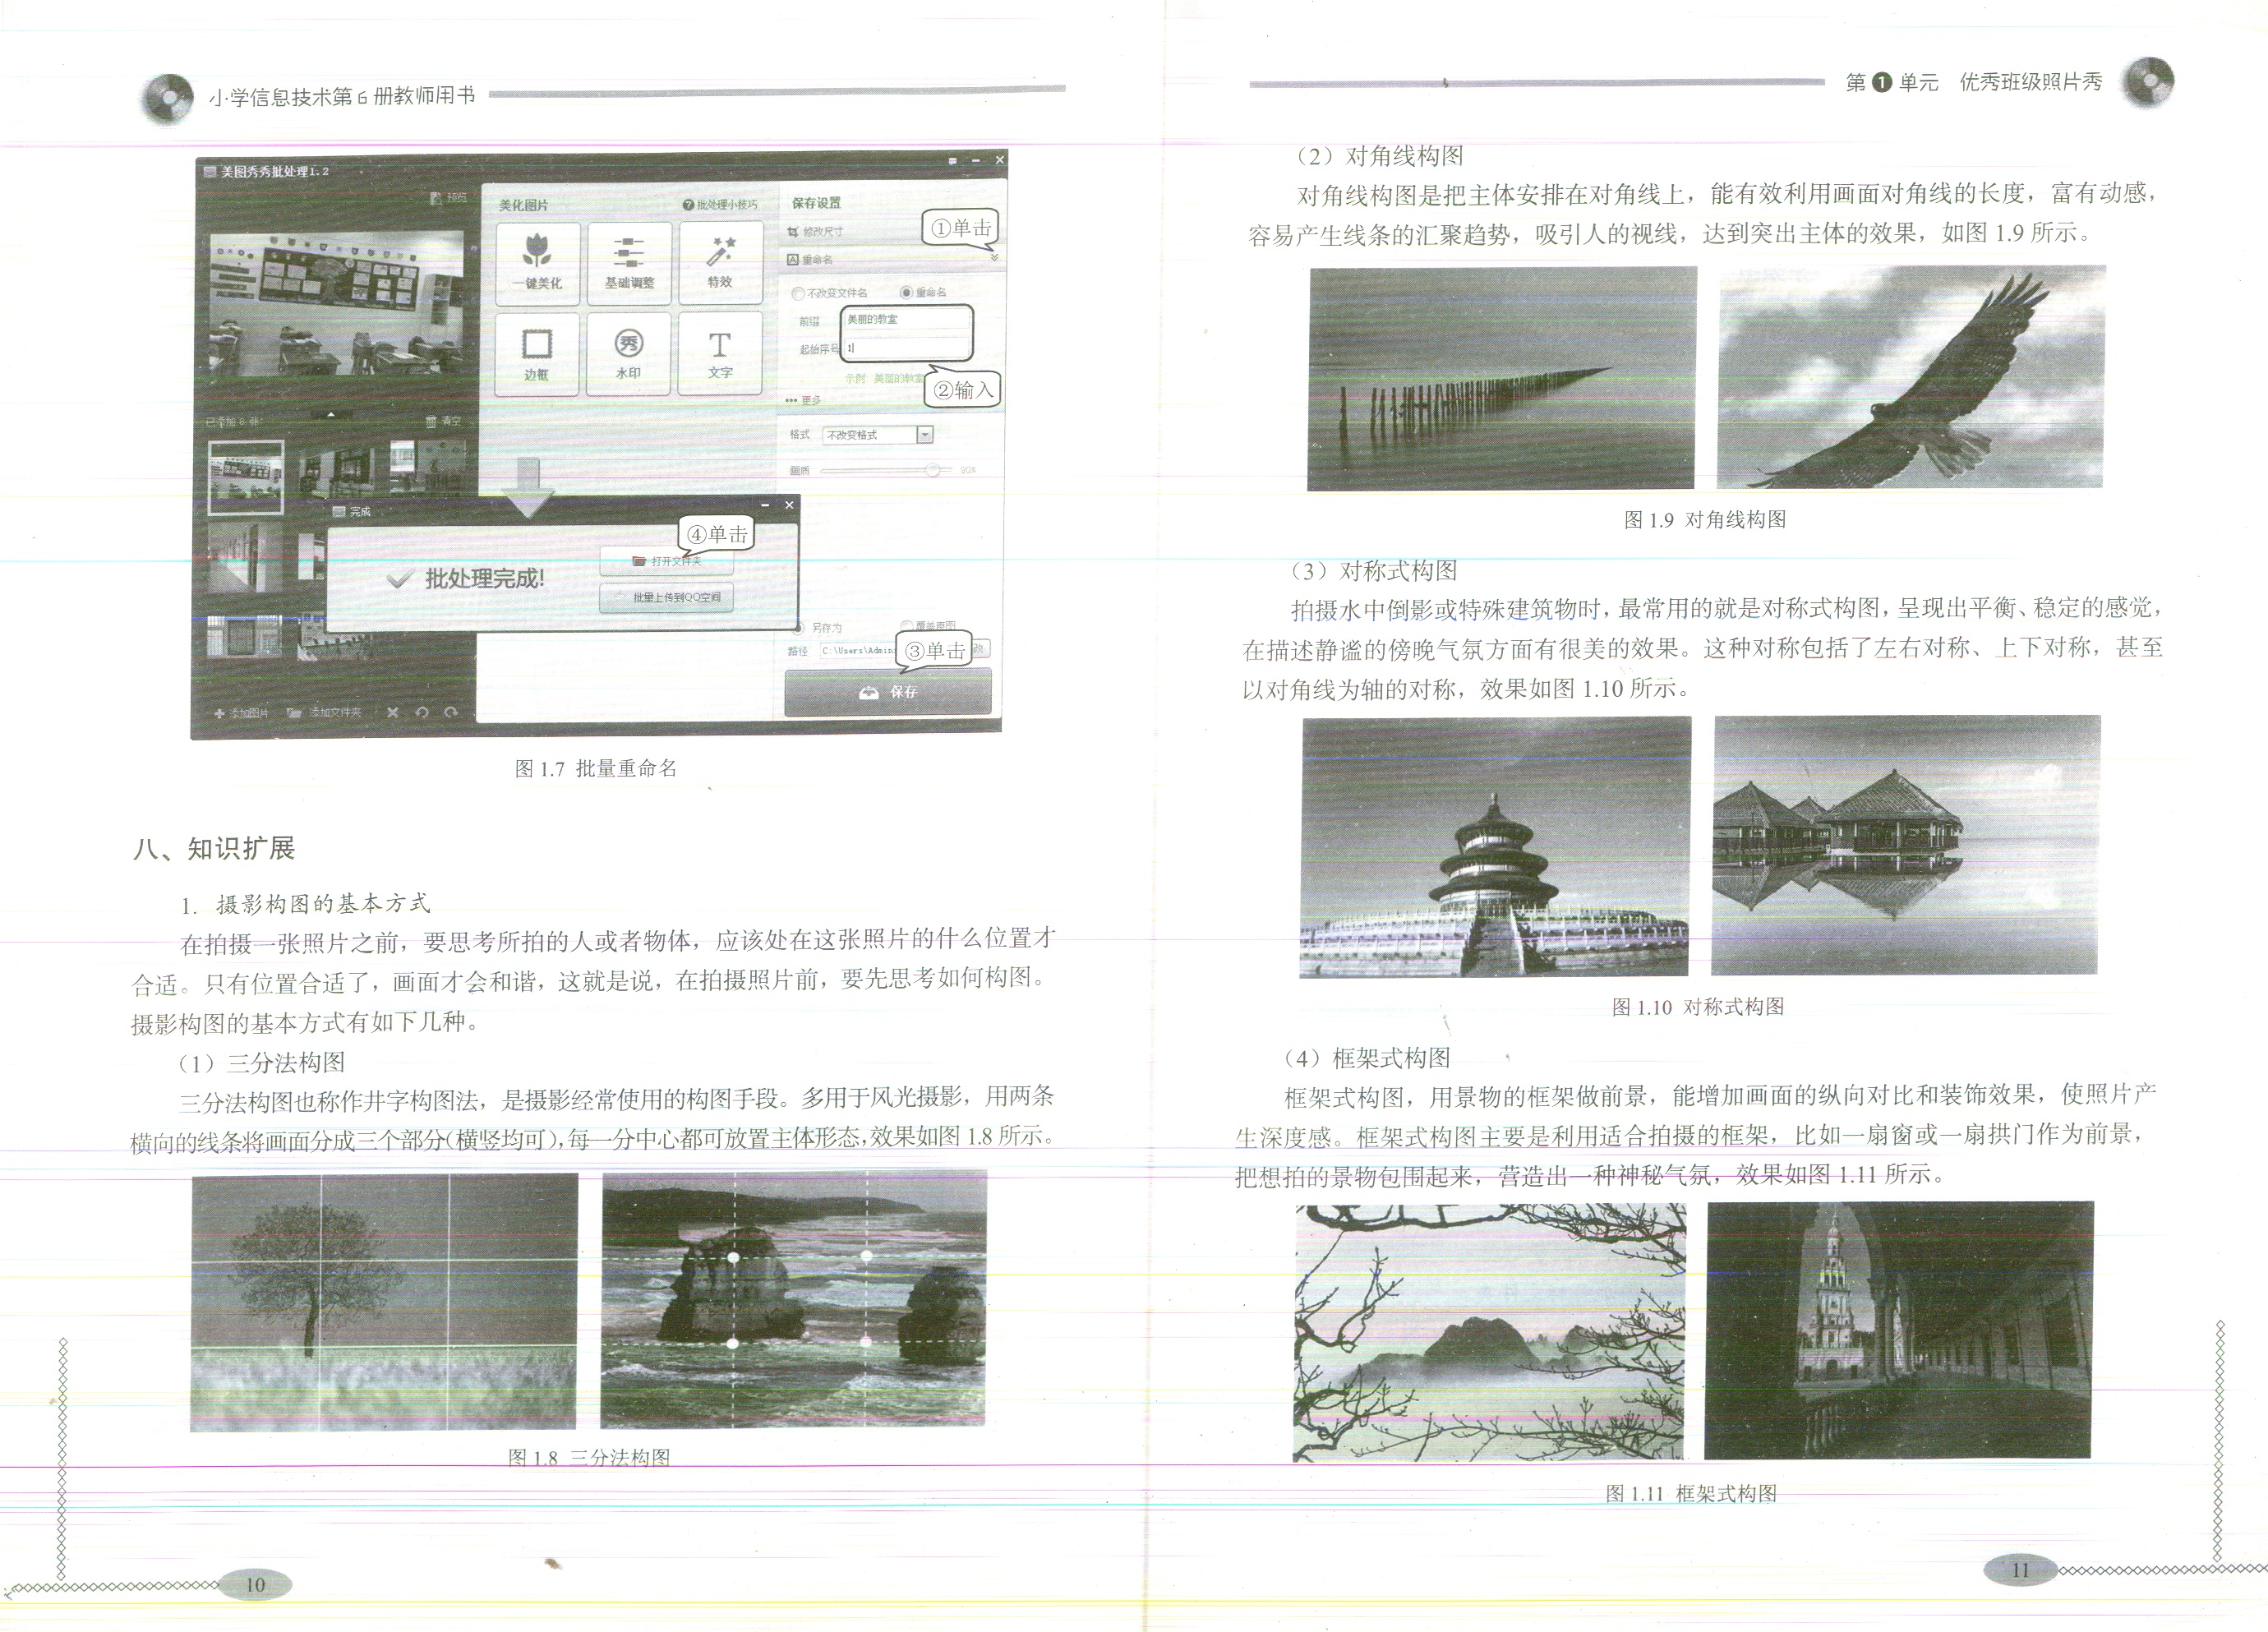 小学信息技术第6册教师用书
美图秀秀批处理1.2
预览
美化图片
批处理小技巧
保存设置
修改尺寸
①单击
重命名
一键美化
基础调整
特效
不改变文件名
重命名
前缀
美丽的教室
起始序号
1
示例 美丽的教室
②输入
更多
边框
水印
文字
已添加 8 张
清空
格式
不改变格式
画质
90%
完成
④单击
打开文件夹
批处理完成!
批量上传到QQ空间
另存为
覆盖原图
路径
C:\Users\Admin
③单击
保存
添加图片
添加文件夹
图 1.7 批量重命名
八、知识扩展
1. 摄影构图的基本方式
在拍摄一张照片之前，要思考所拍的人或者物体，应该处在这张照片的什么位置才
合适。只有位置合适了，画面才会和谐，这就是说，在拍摄照片前，要先思考如何构图。
摄影构图的基本方式有如下几种。
（1）三分法构图
三分法构图也称作井字构图法，是摄影经常使用的构图手段。多用于风光摄影，用两条
横向的线条将画面分成三个部分（横竖均可），每一分中心都可放置主体形态，效果如图 1.8 所示。
图 1.8 三分法构图
10
第1单元 优秀班级照片秀
（2）对角线构图
对角线构图是把主体安排在对角线上，能有效利用画面对角线的长度，富有动感，
容易产生线条的汇聚趋势，吸引人的视线，达到突出主体的效果，如图 1.9 所示。
图 1.9 对角线构图
（3）对称式构图
拍摄水中倒影或特殊建筑物时，最常用的就是对称式构图，呈现出平衡、稳定的感觉，
在描述静谧的傍晚气氛方面有很美的效果。这种对称包括了左右对称、上下对称，甚至
以对角线为轴的对称，效果如图 1.10 所示。
图 1.10 对称式构图
（4）框架式构图
框架式构图，用景物的框架做前景，能增加画面的纵向对比和装饰效果，使照片产
生深度感。框架式构图主要是利用适合拍摄的框架，比如一扇窗或一扇拱门作为前景，
把想拍的景物包围起来，营造出一种神秘气氛，效果如图 1.11 所示。
图 1.11 框架式构图
11